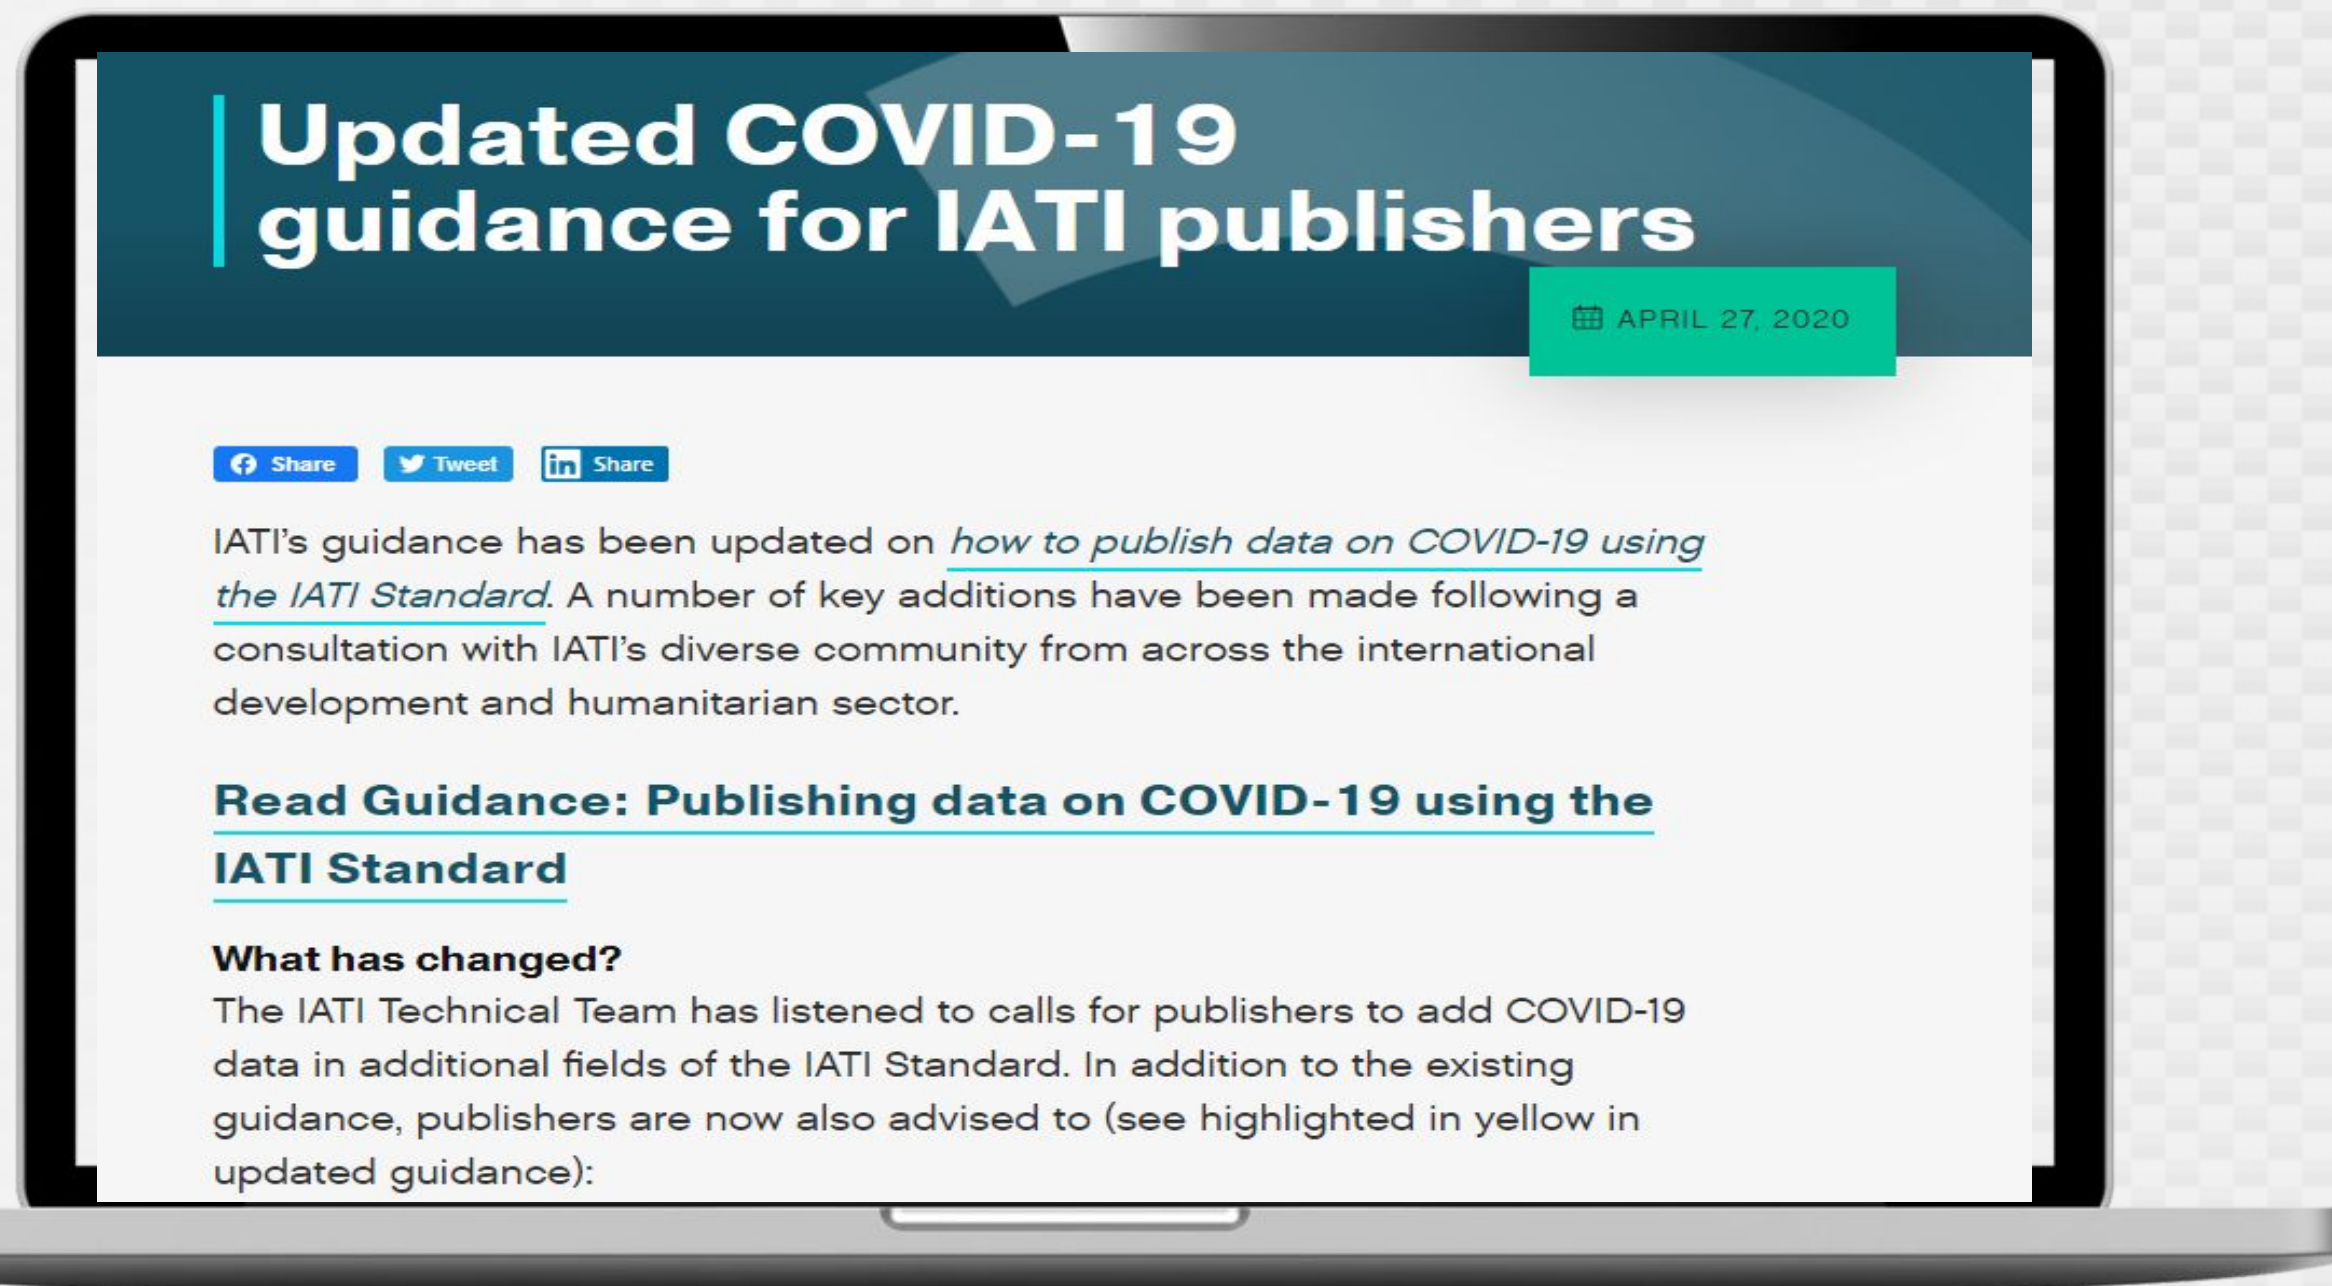 Updated COVID-19
guidance for IATI publishers
APRIL 27, 2020
Share Tweet in Share
IATI's guidance has been updated on how to publish data on COVID-19 using
the IATI Standard. A number of key additions have been made following a
consultation with IATI's diverse community from across the international
development and humanitarian sector.
Read Guidance: Publishing data on COVID-19 using the
IATI Standard
What has changed?
The IATI Technical Team has listened to calls for publishers to add COVID-19
data in additional fields of the IATI Standard. In addition to the existing
guidance, publishers are now also advised to (see highlighted in yellow in
updated guidance):